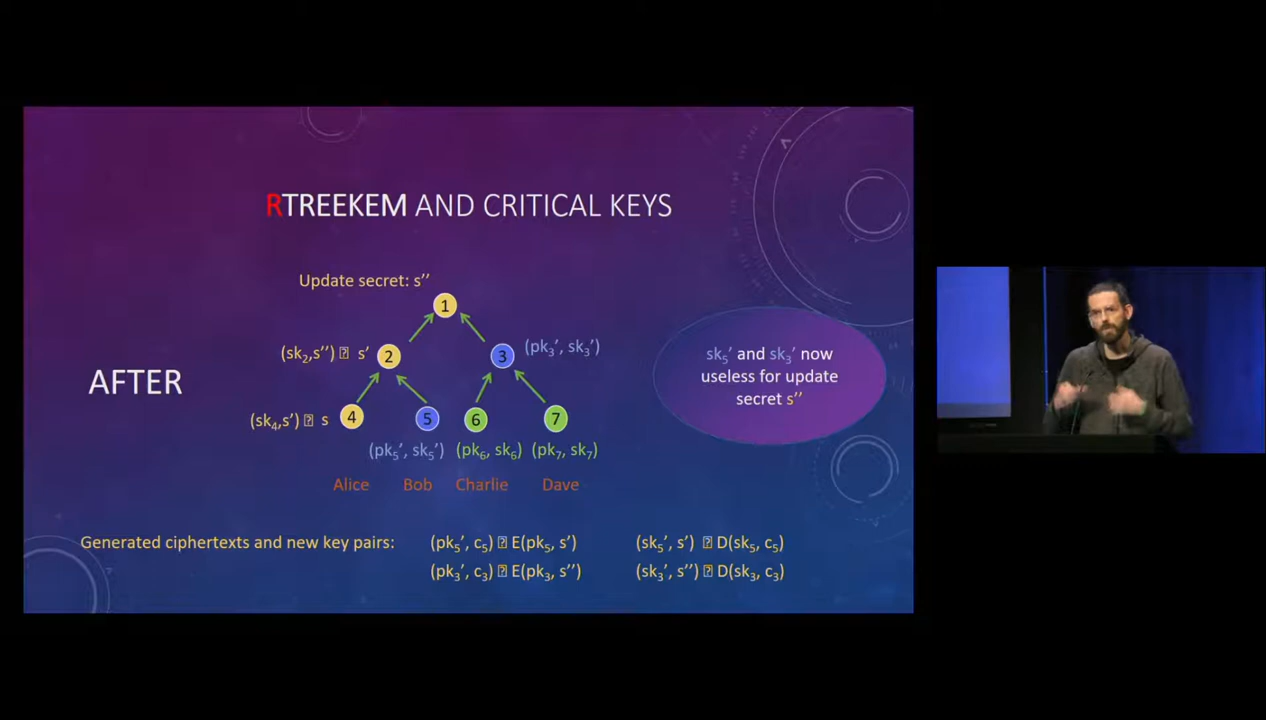 RTREEKEM AND CRITICAL KEYS
Update secret: s’’
1
(sk₂,s’’) ⍰ s’
2
3
(pk₃’, sk₃’)
sk₅’ and sk₃’ now
useless for update
secret s’’
AFTER
(sk₄,s’) ⍰ s
4
5
6
7
(pk₅’, sk₅’)
(pk₆, sk₆)
(pk₇, sk₇)
Alice
Bob
Charlie
Dave
Generated ciphertexts and new key pairs:
(pk₅’, c₅) ⍰ E(pk₅, s’)
(sk₅’, s’) ⍰ D(sk₅, c₅)
(pk₃’, c₃) ⍰ E(pk₃, s’’)
(sk₃’, s’’) ⍰ D(sk₃, c₃)